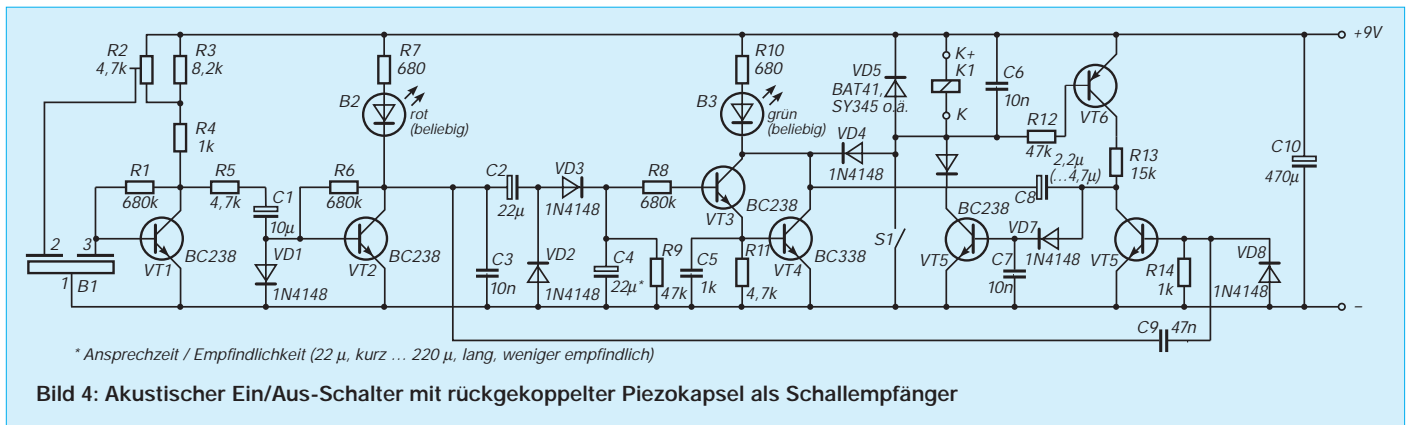 R2
4,7k
R3
8,2k
R4
1k
R1
680k
R5
4,7k
C1
10µ
2
3
1
B1
VT1
BC238
VD1
1N4148
R7
680
B2
rot
(beliebig)
R6
680k
VT2
BC238
C2
22µ
C3
10n
VD3
1N4148
VD2
1N4148
C4
22µ*
R8
680k
R9
47k
R10
680
B3
grün
(beliebig)
VT3
BC238
C5
1k
R11
4,7k
VT4
BC338
VD4
1N4148
VD5
BAT41,
SY345 o.ä.
S1
K+
K1
K
C6
10n
R12
47k
VT6
2,2µ
(...4,7µ)
C8
R13
15k
BC238
VT5
VD7
1N4148
C7
10n
VT5
R14
1k
VD8
1N4148
C10
470µ
+9V
–
C9
47n
* Ansprechzeit / Empfindlichkeit (22 µ, kurz ... 220 µ, lang, weniger empfindlich)
Bild 4: Akustischer Ein/Aus-Schalter mit rückgekoppelter Piezokapsel als Schallempfänger